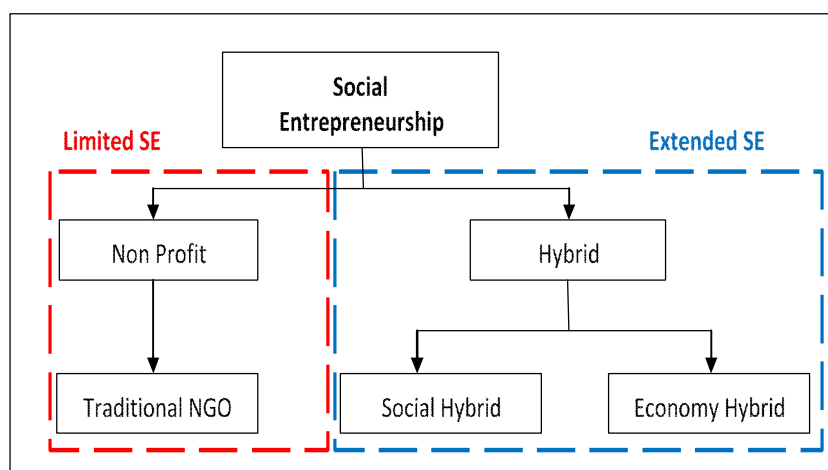 Social
Entrepreneurship
Limited SE
Extended SE
Non Profit
Hybrid
Traditional NGO
Social Hybrid
Economy Hybrid